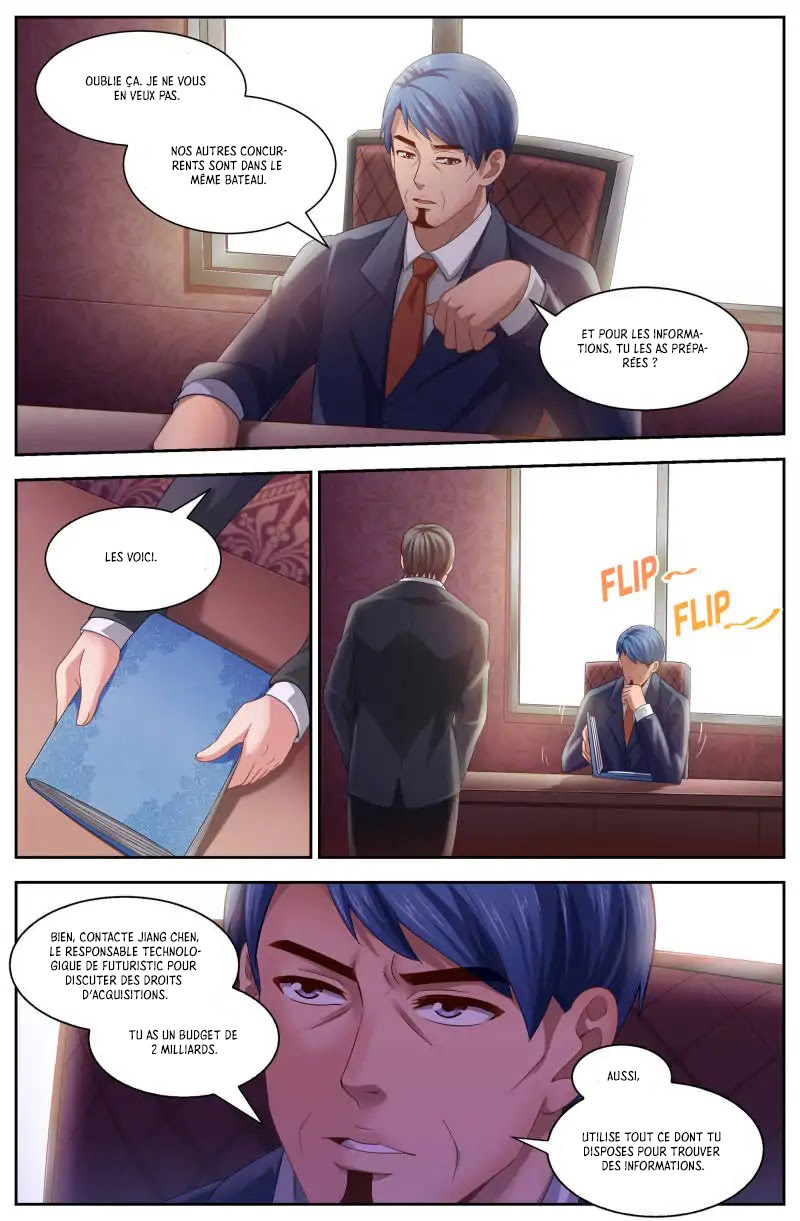 OUBLIE ÇA. JE NE VOUS
EN VEUX PAS.
NOS AUTRES CONCUR-
RENTS SONT DANS LE
MÊME BATEAU.
ET POUR LES INFORMA-
TIONS, TU LES AS PRÉPA-
RÉES ?
LES VOICI.
FLIP~
FLIP~
BIEN, CONTACTE JIANG CHEN,
LE RESPONSABLE TECHNOLO-
GIQUE DE FUTURISTIC POUR
DISCUTER DES DROITS
D'ACQUISITIONS.
TU AS UN BUDGET DE
2 MILLIARDS.
AUSSI,
UTILISE TOUT CE DONT TU
DISPOSES POUR TROUVER
DES INFORMATIONS.